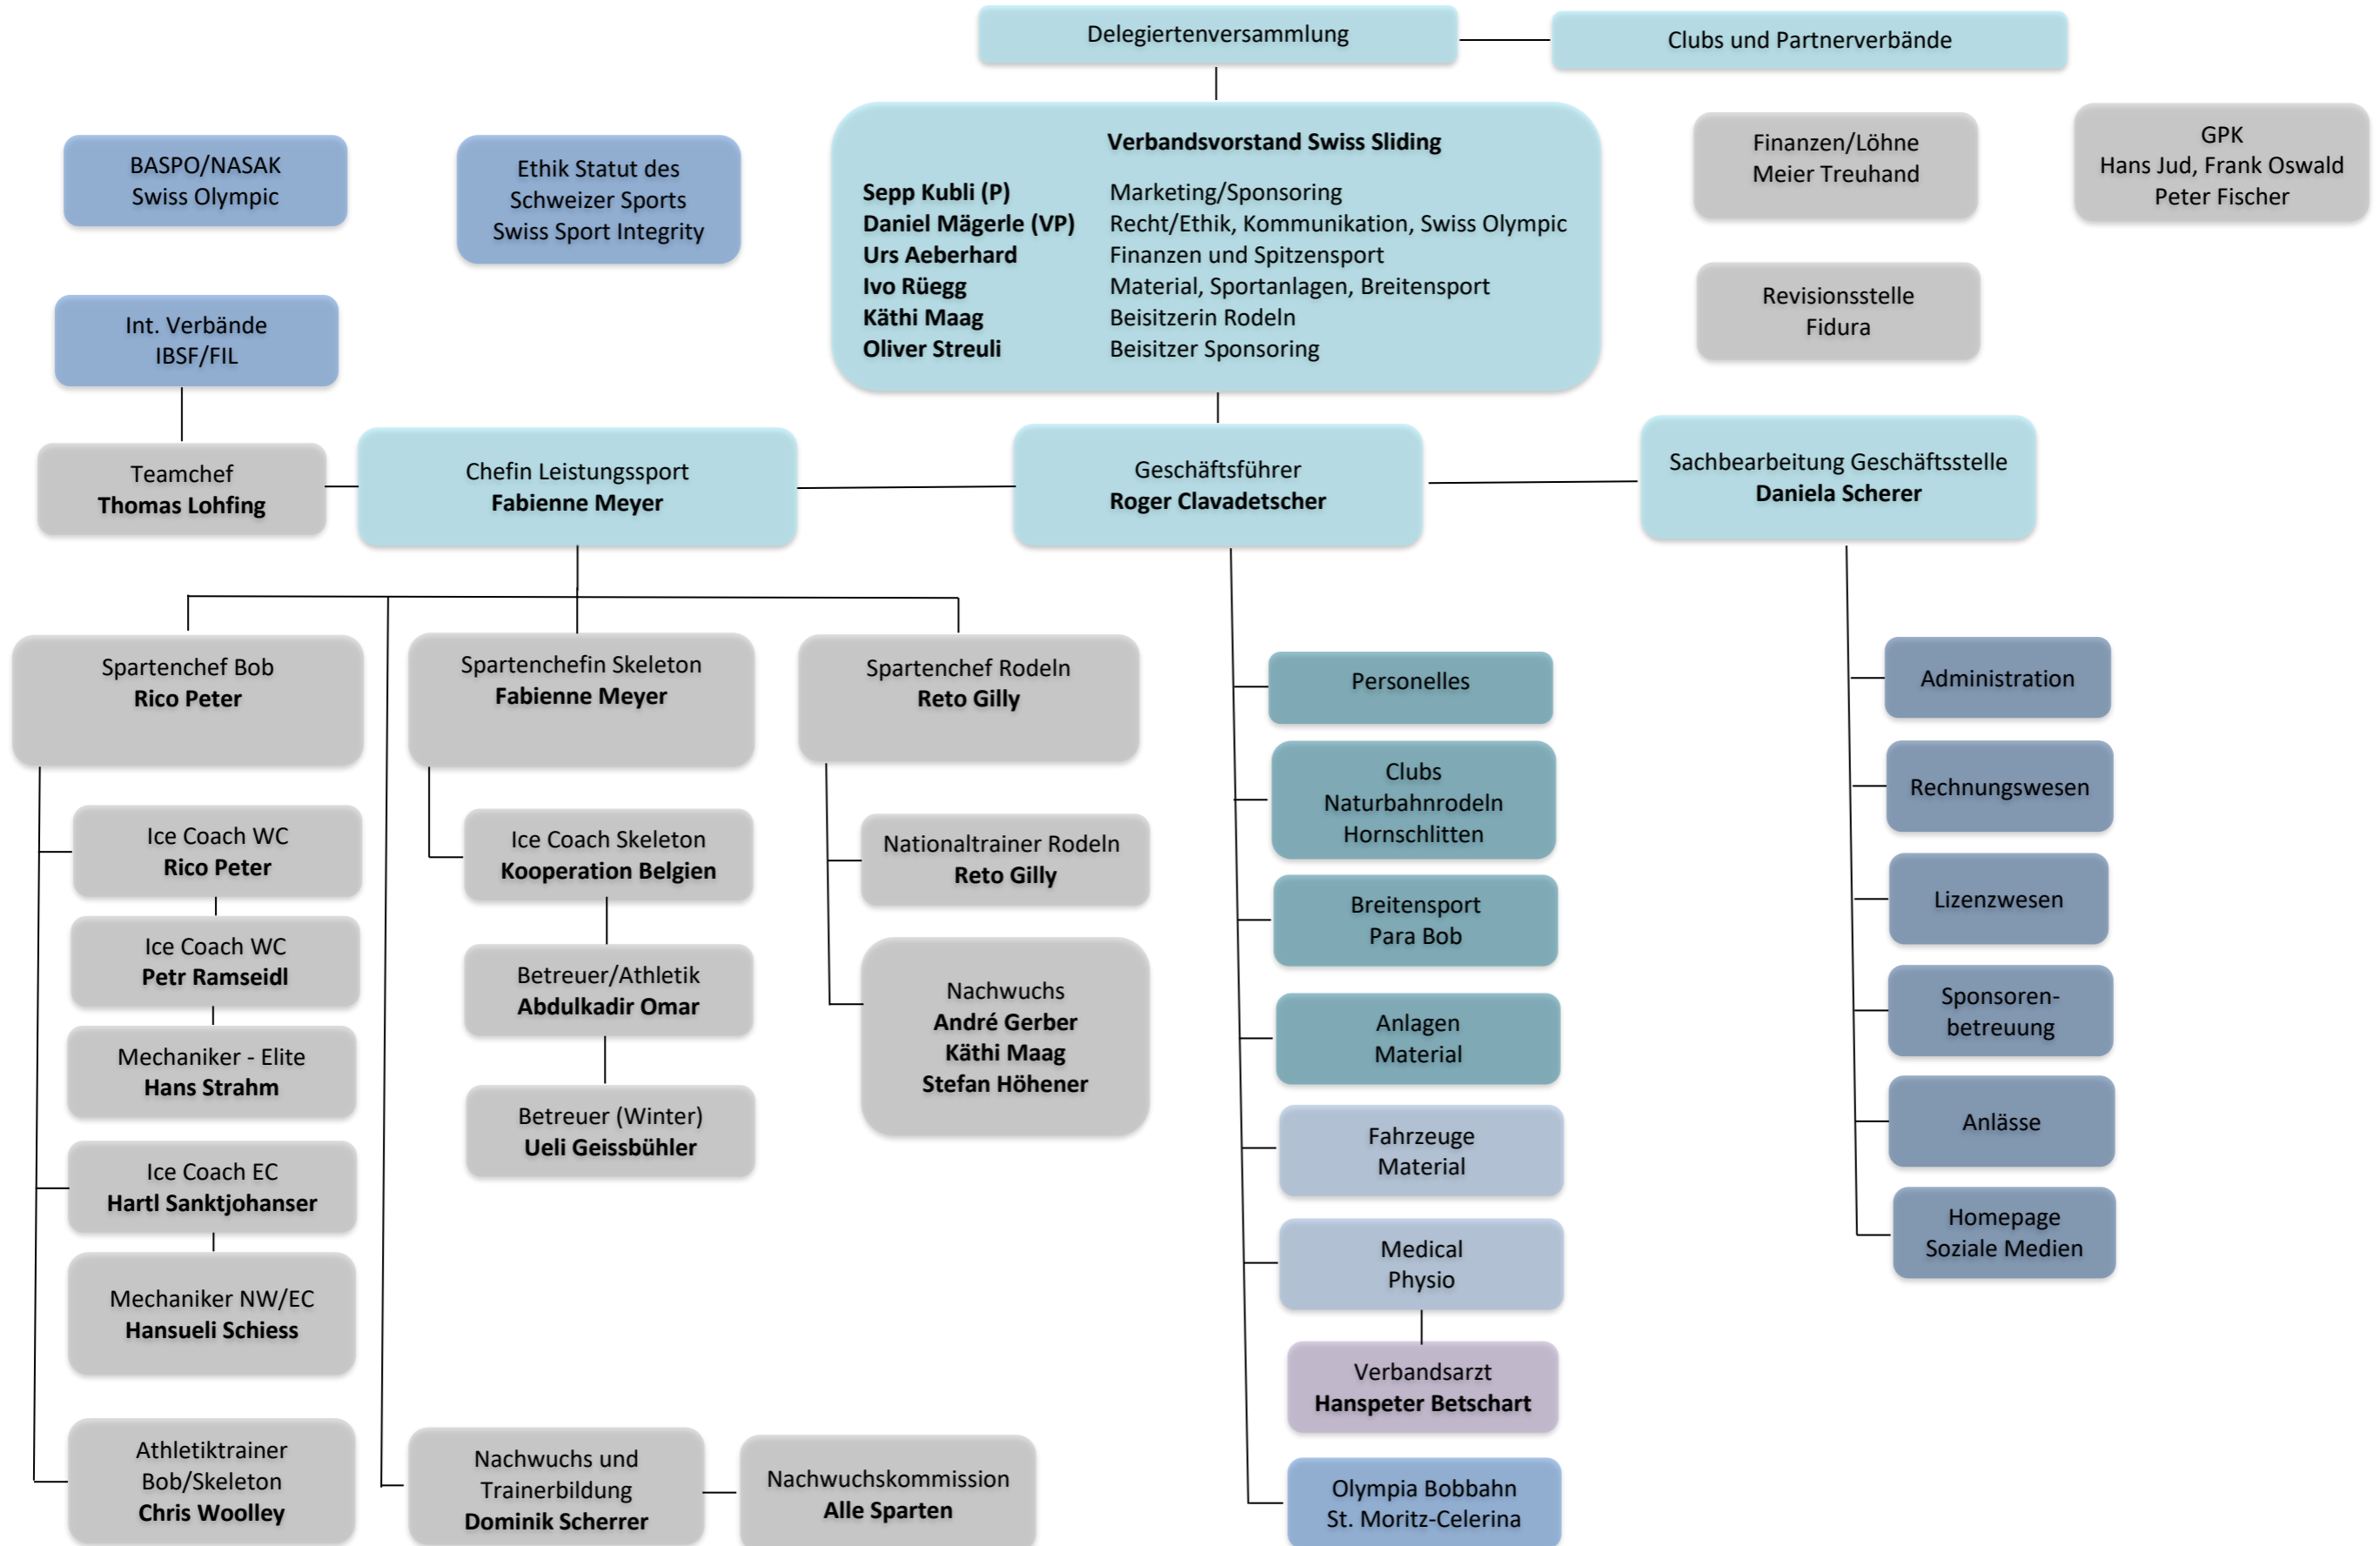 Delegiertenversammlung
Clubs und Partnerverbände
BASPO/NASAK
Swiss Olympic
Ethik Statut des
Schweizer Sports
Swiss Sport Integrity
Verbandsvorstand Swiss Sliding
Sepp Kubli (P) Marketing/Sponsoring
Daniel Mägerle (VP) Recht/Ethik, Kommunikation, Swiss Olympic
Urs Aeberhard Finanzen und Spitzensport
Ivo Rüegg Material, Sportanlagen, Breitensport
Käthi Maag Beisitzerin Rodeln
Oliver Streuli Beisitzer Sponsoring
Finanzen/Löhne
Meier Treuhand
GPK
Hans Jud, Frank Oswald
Peter Fischer
Revisionsstelle
Fidura
Int. Verbände
IBSF/FIL
Teamchef
Thomas Lohfing
Chefin Leistungssport
Fabienne Meyer
Geschäftsführer
Roger Clavadetscher
Sachbearbeitung Geschäftsstelle
Daniela Scherer
Spartenchef Bob
Rico Peter
Ice Coach WC
Rico Peter
Ice Coach WC
Petr Ramseidl
Mechaniker - Elite
Hans Strahm
Ice Coach EC
Hartl Sanktjohanser
Mechaniker NW/EC
Hansueli Schiess
Athletiktrainer
Bob/Skeleton
Chris Woolley
Spartenchefin Skeleton
Fabienne Meyer
Ice Coach Skeleton
Kooperation Belgien
Betreuer/Athletik
Abdulkadir Omar
Betreuer (Winter)
Ueli Geissbühler
Nachwuchs und
Trainerbildung
Dominik Scherrer
Nachwuchskommission
Alle Sparten
Spartenchef Rodeln
Reto Gilly
Nationaltrainer Rodeln
Reto Gilly
Nachwuchs
André Gerber
Käthi Maag
Stefan Höhener
Personelles
Clubs
Naturbahnrodeln
Hornschlitten
Breitensport
Para Bob
Anlagen
Material
Fahrzeuge
Material
Medical
Physio
Verbandsarzt
Hanspeter Betschart
Olympia Bobbahn
St. Moritz-Celerina
Administration
Rechnungswesen
Lizenzwesen
Sponsoren-
betreuung
Anlässe
Homepage
Soziale Medien